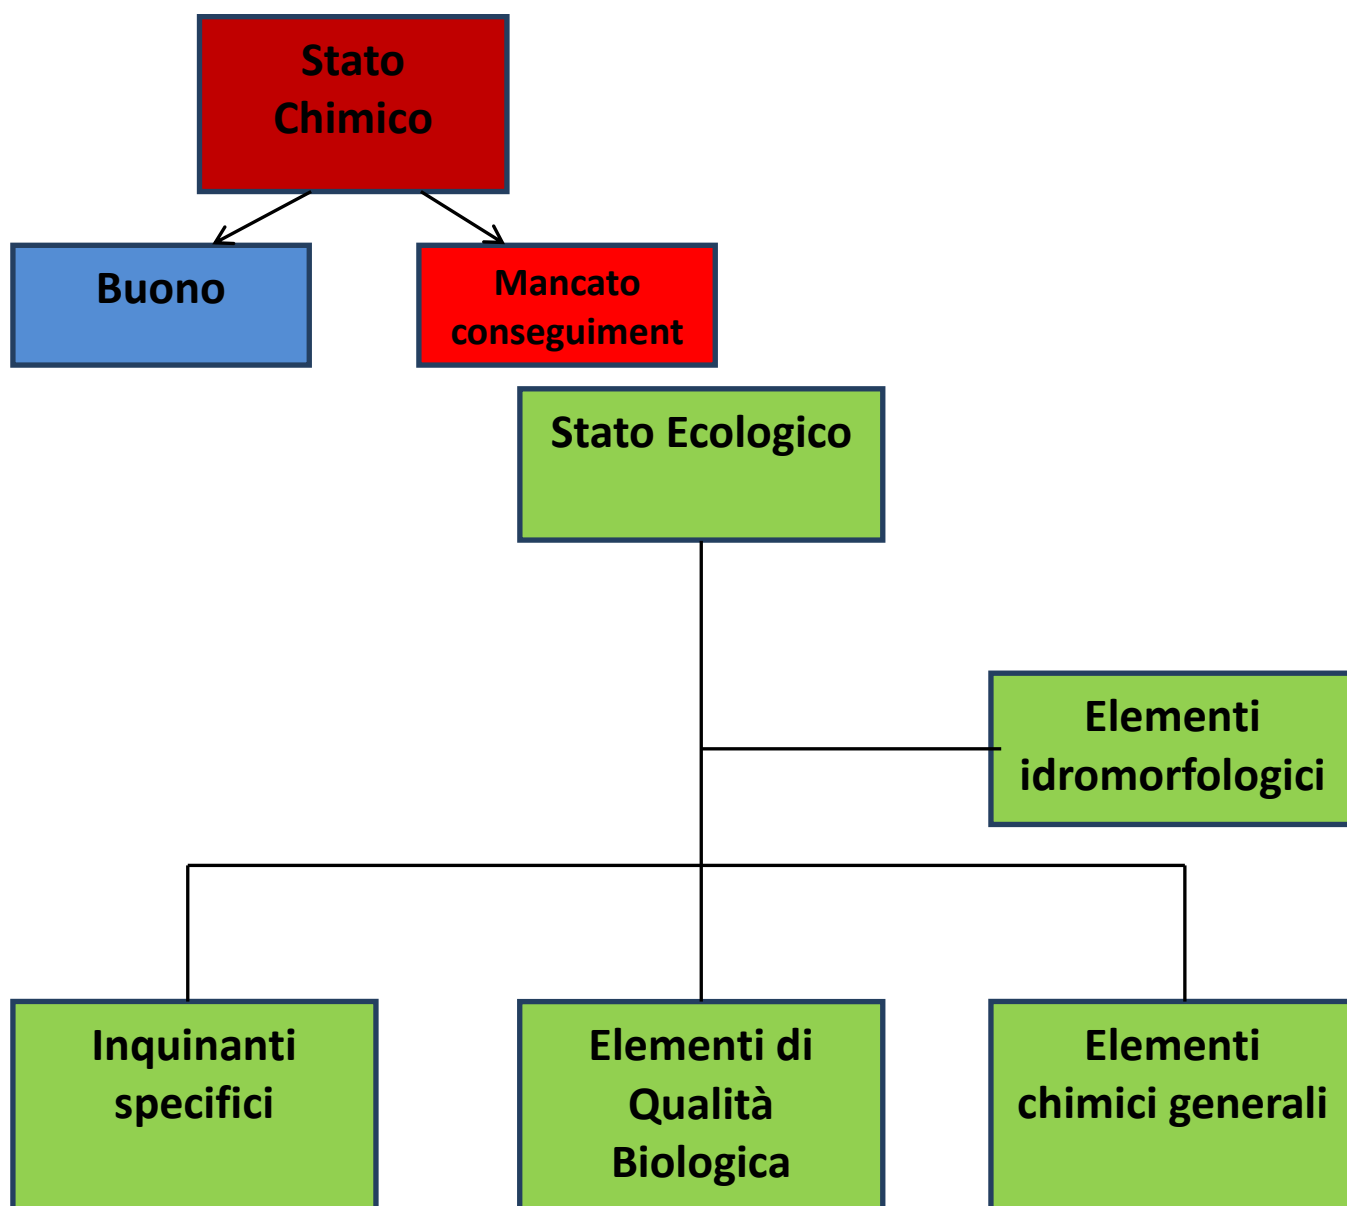 Stato
Chimico
Buono
Mancato
conseguiment
Stato Ecologico
Elementi
idromorfologici
Inquinanti
specifici
Elementi di
Qualità
Biologica
Elementi
chimici generali